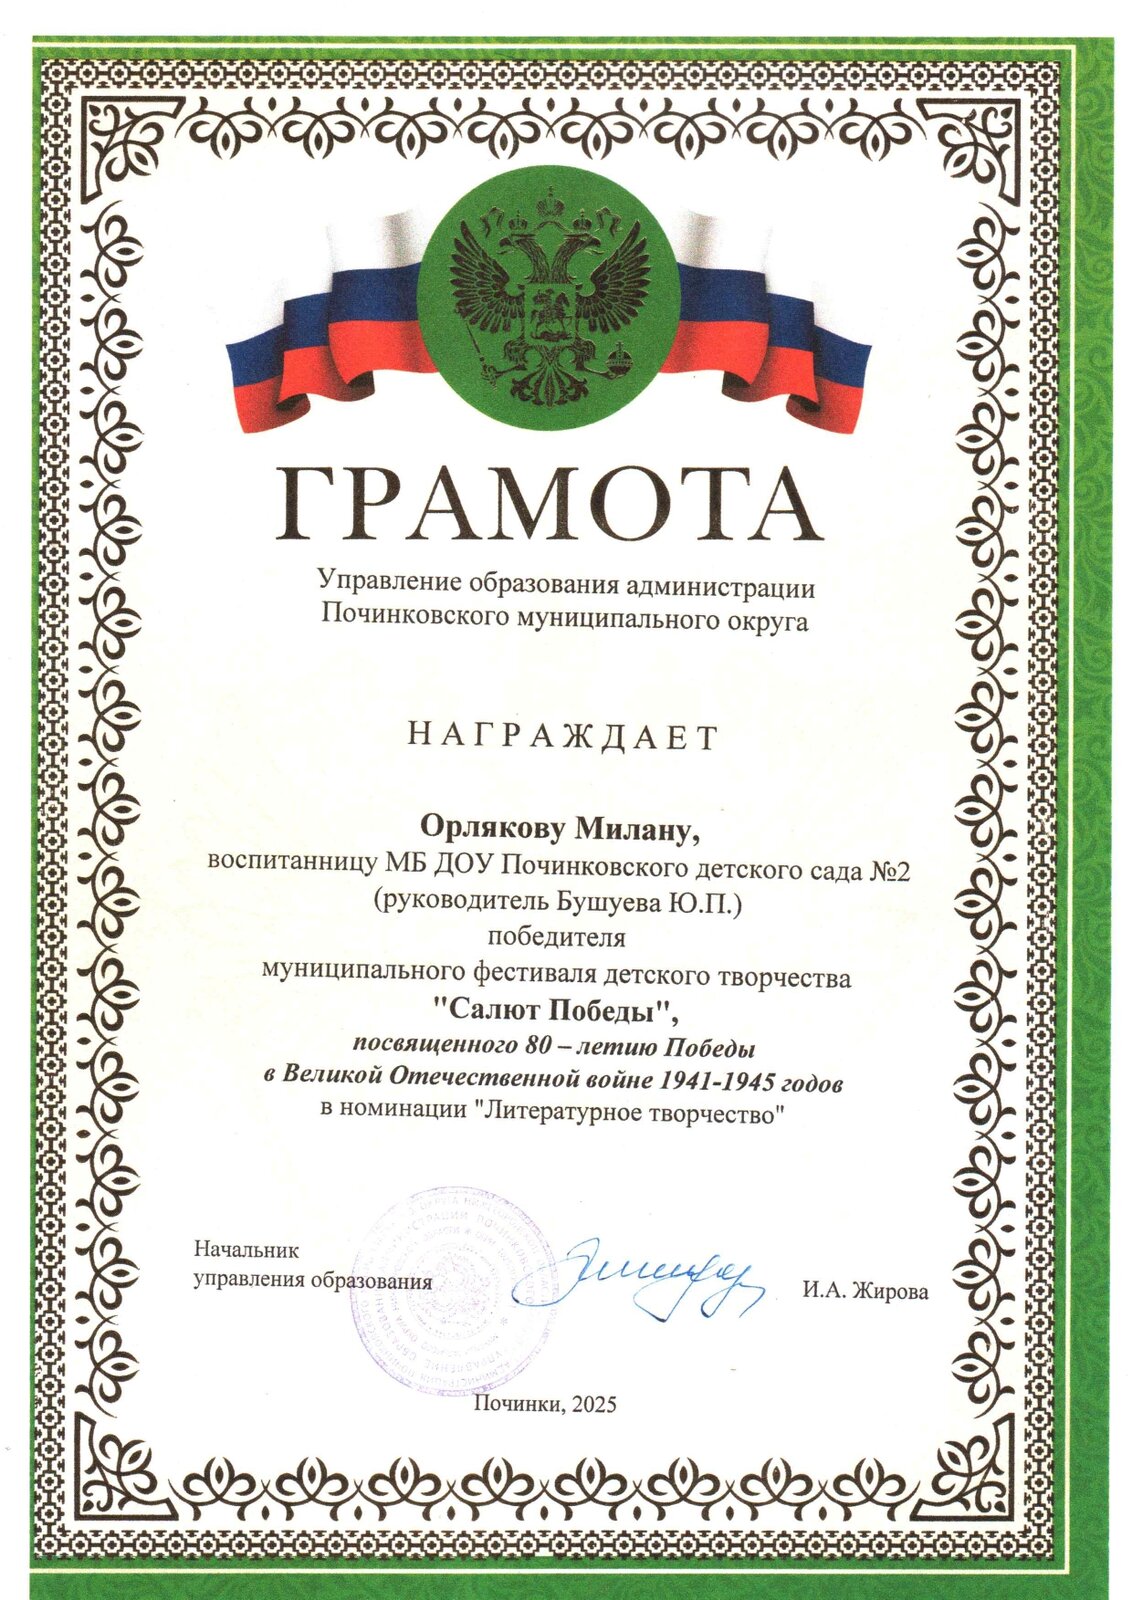 ГРАМОТА
Управление образования администрации
Починковского муниципального округа
НАГРАЖДАЕТ
Орлякову Милану,
воспитанницу МБ ДОУ Починковского детского сада №2
(руководитель Бушуева Ю.П.)
победителя
муниципального фестиваля детского творчества
"Салют Победы",
посвященного 80 – летию Победы
в Великой Отечественной войне 1941-1945 годов
в номинации "Литературное творчество"
Начальник
управления образования
И.А. Жирова
Починки, 2025